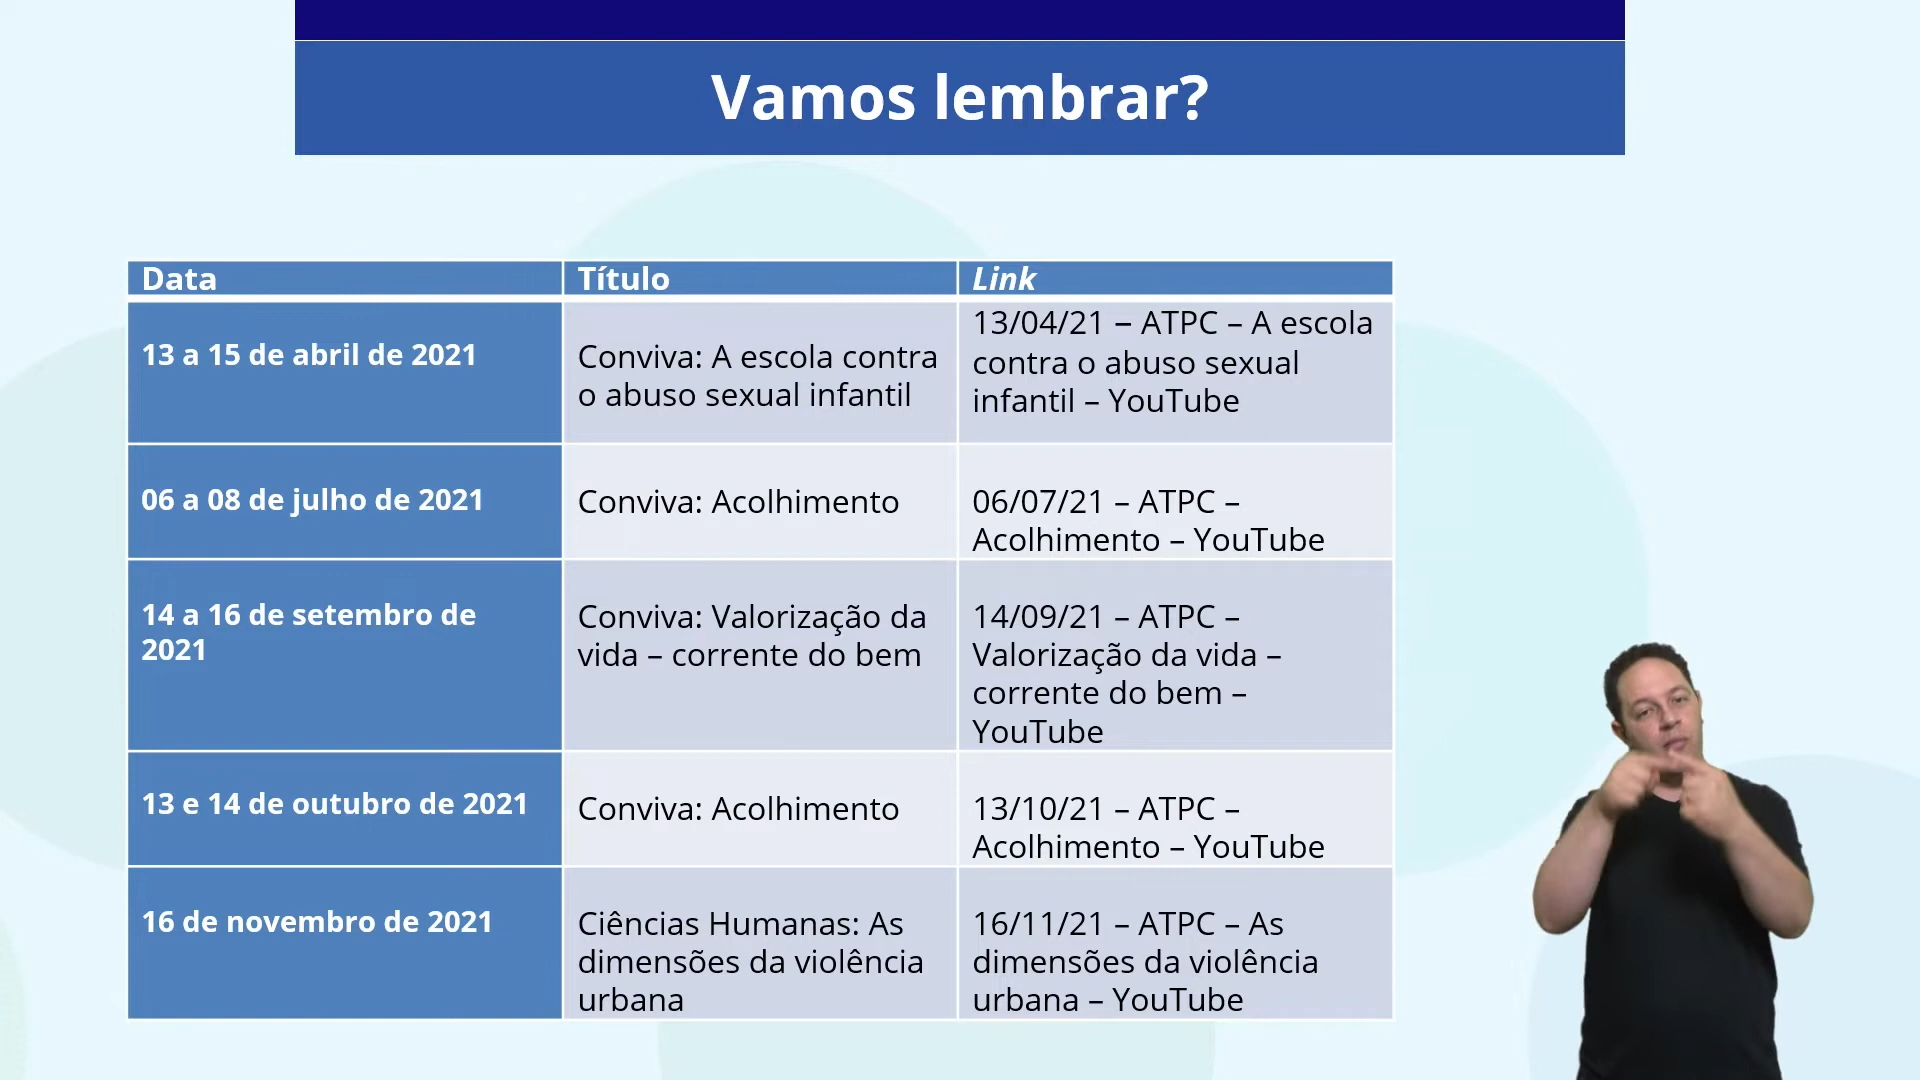 Vamos lembrar?
Data
Título
Link
13 a 15 de abril de 2021
Conviva: A escola contra
o abuso sexual infantil
13/04/21 – ATPC – A escola
contra o abuso sexual
infantil – YouTube
06 a 08 de julho de 2021
Conviva: Acolhimento
06/07/21 – ATPC –
Acolhimento – YouTube
14 a 16 de setembro de
2021
Conviva: Valorização da
vida – corrente do bem
14/09/21 – ATPC –
Valorização da vida –
corrente do bem –
YouTube
13 e 14 de outubro de 2021
Conviva: Acolhimento
13/10/21 – ATPC –
Acolhimento – YouTube
16 de novembro de 2021
Ciências Humanas: As
dimensões da violência
urbana
16/11/21 – ATPC – As
dimensões da violência
urbana – YouTube